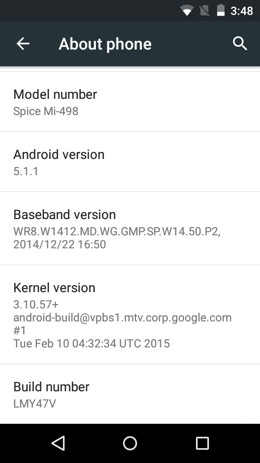 3:48
About phone
Model number
Spice Mi-498
Android version
5.1.1
Baseband version
WR8.W1412.MD.WG.GMP.SP.W14.50.P2,
2014/12/22 16:50
Kernel version
3.10.57+
android-build@vpbs1.mtv.corp.google.com
#1
Tue Feb 10 04:32:34 UTC 2015
Build number
LMY47V